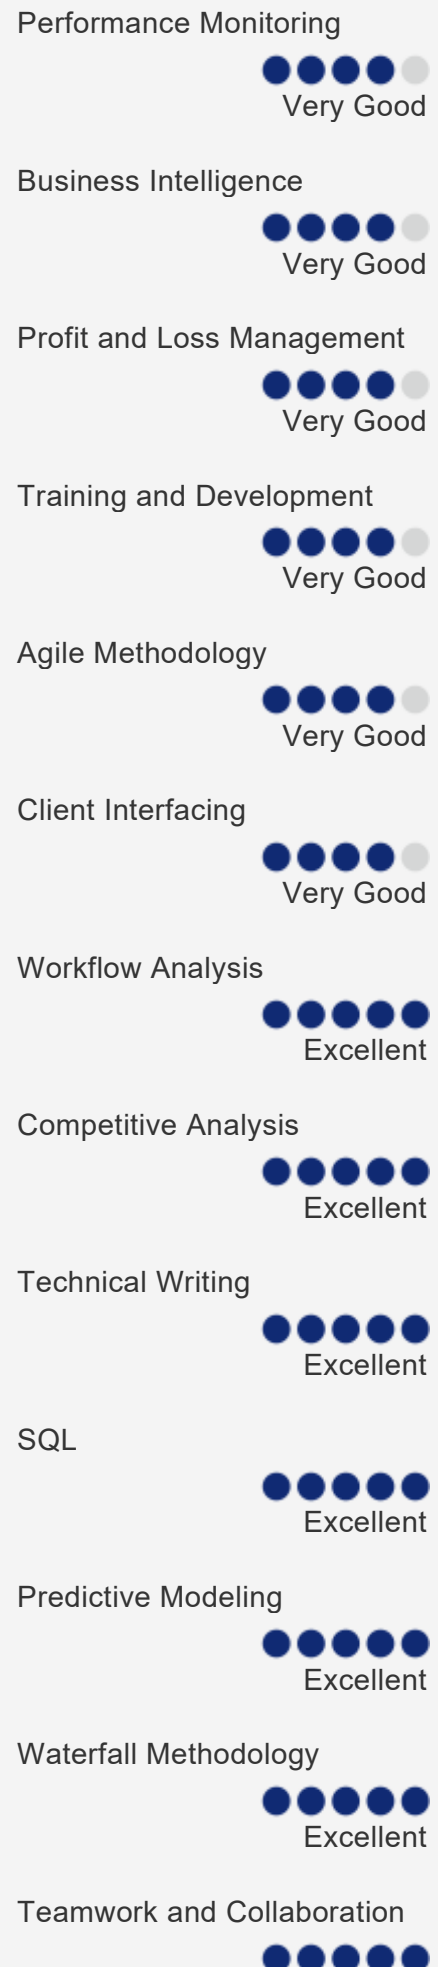 Performance Monitoring
Very Good
Business Intelligence
Very Good
Profit and Loss Management
Very Good
Training and Development
Very Good
Agile Methodology
Very Good
Client Interfacing
Very Good
Workflow Analysis
Excellent
Competitive Analysis
Excellent
Technical Writing
Excellent
SQL
Excellent
Predictive Modeling
Excellent
Waterfall Methodology
Excellent
Teamwork and Collaboration